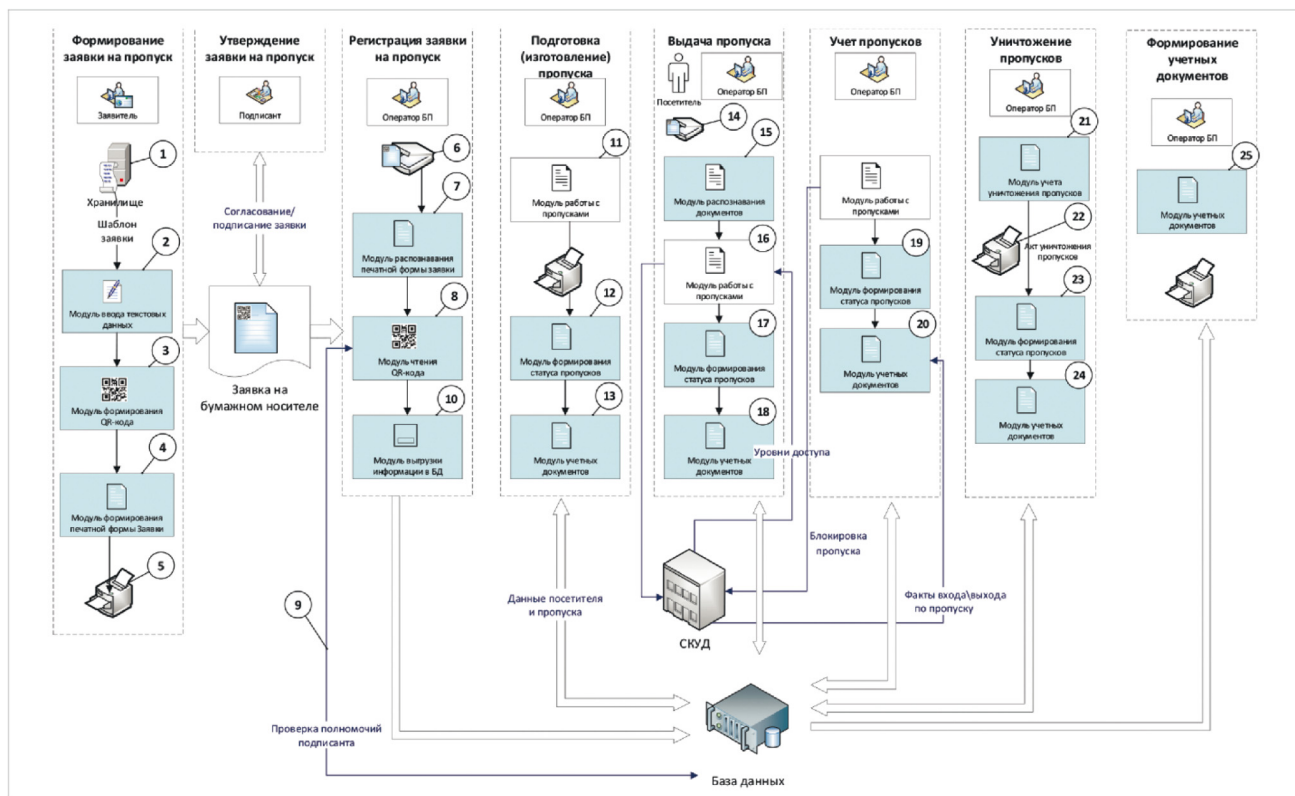 Формирование
заявки на пропуск
Заявитель
1
Хранилище
Шаблон
заявки
2
Модуль ввода текстовых
данных
3
Модуль формирования
QR-кода
4
Модуль формирования
печатной формы Заявки
5
Утверждение
заявки на пропуск
Подписант
Согласование/
подписание заявки
Заявка на
бумажном носителе
Регистрация заявки
на пропуск
Оператор БП
6
7
Модуль распознавания
печатной формы заявки
8
Модуль чтения
QR-кода
10
Модуль выгрузки
информации в БД
9
Проверка полномочий
подписанта
Подготовка
(изготовление)
пропуска
Оператор БП
11
Модуль работы с
пропусками
12
Модуль формирования
статуса пропусков
13
Модуль учетных
документов
Данные посетителя
и пропуска
Выдача пропуска
Посетитель
Оператор БП
14
15
Модуль распознавания
документов
16
Модуль работы с
пропусками
17
Модуль формирования
статуса пропусков
18
Модуль учетных
документов
Уровни доступа
СКУД
База данных
Учет пропусков
Оператор БП
Модуль работы с
пропусками
19
Модуль формирования
статуса пропусков
20
Модуль учетных
документов
Блокировка
пропуска
Факты входа\выхода
по пропуску
Уничтожение
пропусков
Оператор БП
21
Модуль учета
уничтожения пропусков
22
Акт уничтожения
пропусков
23
Модуль формирования
статуса пропусков
24
Модуль учетных
документов
Формирование
учетных
документов
Оператор БП
25
Модуль учетных
документов